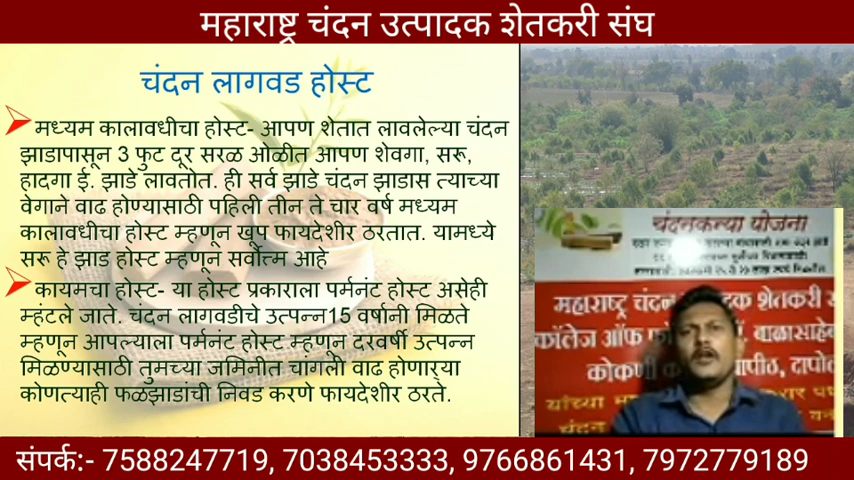 महाराष्ट्र चंदन उत्पादक शेतकरी संघ
चंदन लागवड होस्ट
मध्यम कालावधीचा होस्ट- आपण शेतात लावलेल्या चंदन
झाडापासून 3 फुट दूर सरळ ओळीत आपण शेवगा, सरू,
हादगा ई. झाडे लावतोत. ही सर्व झाडे चंदन झाडास त्याच्या
वेगाने वाढ होण्यासाठी पहिली तीन ते चार वर्ष मध्यम
कालावधीचा होस्ट म्हणून खूप फायदेशीर ठरतात. यामध्ये
सरू हे झाड होस्ट म्हणून सर्वोत्त्म आहे
कायमचा होस्ट- या होस्ट प्रकाराला पर्मनंट होस्ट असेही
म्हंटले जाते. चंदन लागवडीचे उत्पन्न15 वर्षानी मिळते
म्हणून आपल्याला पर्मनंट होस्ट म्हणून दरवर्षी उत्पन्न
मिळण्यासाठी तुमच्या जमिनीत चांगली वाढ होणाऱ्या
कोणत्याही फळझाडांची निवड करणे फायदेशीर ठरते.
चंदनकन्या योजना
महाराष्ट्र चंदन शेतकरी
कॉलेज ऑफ बाळासाहे
कोकणी दापो
यांच्या
संपर्क:- 7588247719, 7038453333, 9766861431, 7972779189